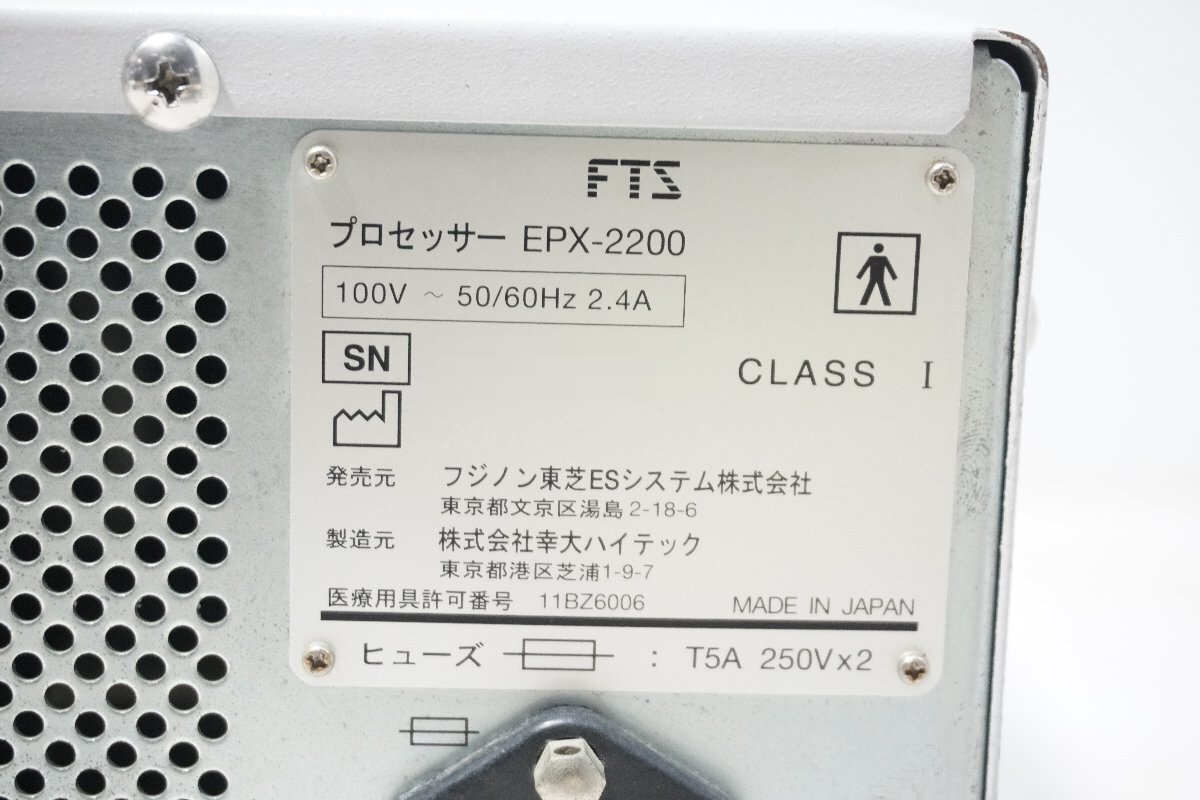 FTS
プロセッサー EPX-2200
100V ~ 50/60Hz 2.4A
SN
CLASS I
発売元 フジノン東芝ESシステム株式会社
東京都文京区湯島2-18-6
製造元 株式会社幸大ハイテック
東京都港区芝浦1-9-7
医療用具許可番号 11BZ6006 MADE IN JAPAN
ヒューズ : T5A 250Vx2